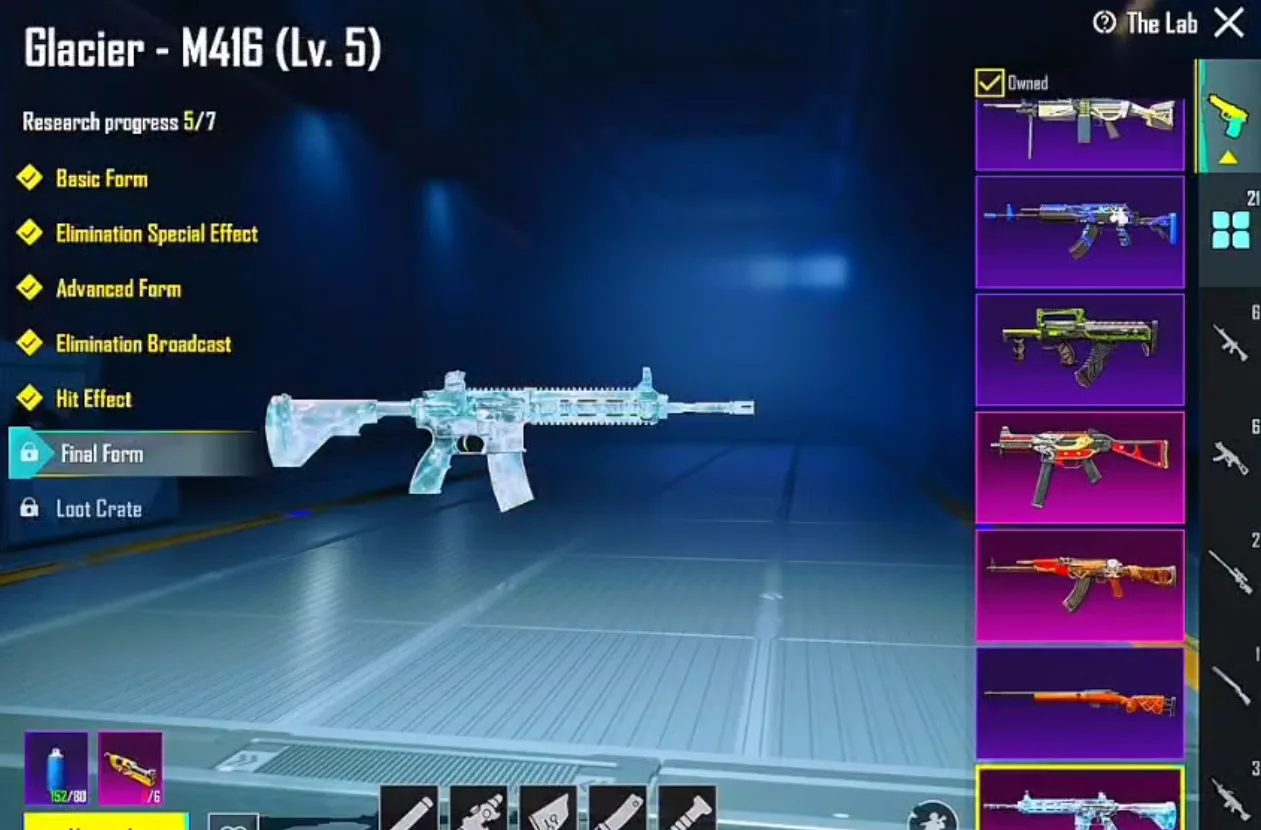 Glacier - M416 (Lv. 5)
The Lab
Research progress 5/7
Owned
Basic Form
Elimination Special Effect
Advanced Form
Elimination Broadcast
Hit Effect
Final Form
Loot Crate
21
6
6
2
1
3
152/80
/6